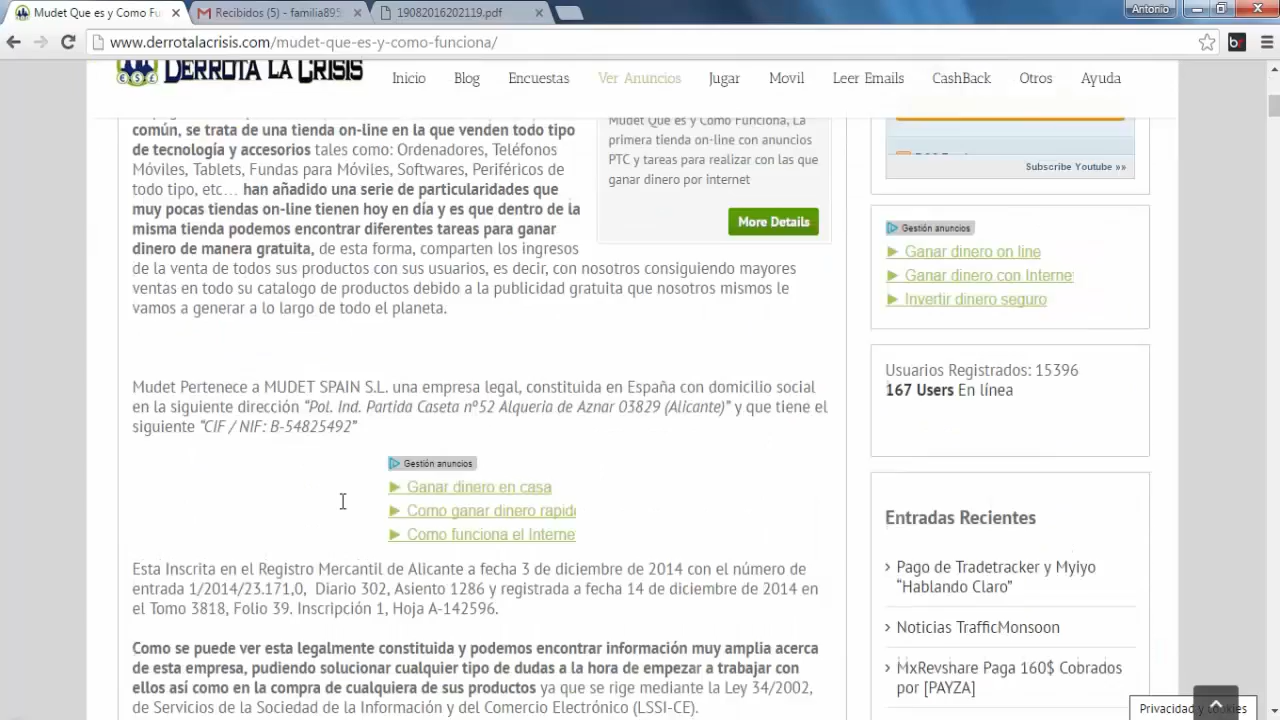 Mudet Que es y Como Fu
Recibidos (5) - familia895
19082016202119.pdf
Antonio
www.derrotalacrisis.com/mudet-que-es-y-como-funciona/
DERROTA LA CRISIS
Inicio
Blog
Encuestas
Ver Anuncios
Jugar
Movil
Leer Emails
CashBack
Otros
Ayuda
común, se trata de una tienda on-line en la que venden todo tipo
de tecnología y accesorios tales como: Ordenadores, Teléfonos
Móviles, Tablets, Fundas para Móviles, Softwares, Periféricos de
todo tipo, etc… han añadido una serie de particularidades que
muy pocas tiendas on-line tienen hoy en día y es que dentro de la
misma tienda podemos encontrar diferentes tareas para ganar
dinero de manera gratuita, de esta forma, comparten los ingresos
de la venta de todos sus productos con sus usuarios, es decir, con nosotros consiguiendo mayores
ventas en todo su catalogo de productos debido a la publicidad gratuita que nosotros mismos le
vamos a generar a lo largo de todo el planeta.
Mudet Que es y Como Funciona, La
primera tienda on-line con anuncios
PTC y tareas para realizar con las que
ganar dinero por internet
More Details
Mudet Pertenece a MUDET SPAIN S.L. una empresa legal, constituida en España con domicilio social
en la siguiente dirección “Pol. Ind. Partida Caseta nº52 Alqueria de Aznar 03829 (Alicante)” y que tiene el
siguiente “CIF / NIF: B-54825492”
Gestión anuncios
Ganar dinero en casa
Como ganar dinero rapid
Como funciona el Interne
Esta Inscrita en el Registro Mercantil de Alicante a fecha 3 de diciembre de 2014 con el número de
entrada 1/2014/23.171,0, Diario 302, Asiento 1286 y registrada a fecha 14 de diciembre de 2014 en
el Tomo 3818, Folio 39. Inscripción 1, Hoja A-142596.
Como se puede ver esta legalmente constituida y podemos encontrar información muy amplia acerca
de esta empresa, pudiendo solucionar cualquier tipo de dudas a la hora de empezar a trabajar con
ellos así como en la compra de cualquiera de sus productos ya que se rige mediante la Ley 34/2002,
de Servicios de la Sociedad de la Información y del Comercio Electrónico (LSSI-CE).
Subscribe Youtube »»
Gestión anuncios
Ganar dinero on line
Ganar dinero con Interne
Invertir dinero seguro
Usuarios Registrados: 15396
167 Users En línea
Entradas Recientes
Pago de Tradetracker y Myiyo
“Hablando Claro”
Noticias TrafficMonsoon
MxRevshare Paga 160$ Cobrados
por [PAYZA]
Privacidad y cookies